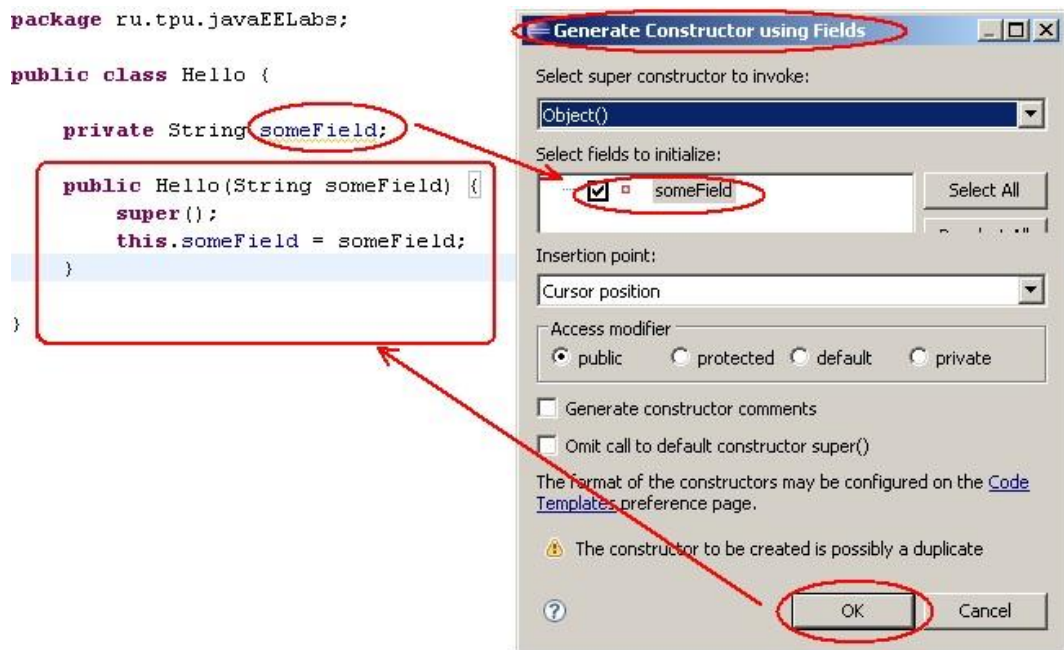 package ru.tpu.javaEELabs;
public class Hello {
private String someField;
public Hello(String someField) {
super();
this.someField = someField;
}
}
Generate Constructor using Fields
Select super constructor to invoke:
Object()
Select fields to initialize:
someField
Select All
Insertion point:
Cursor position
Access modifier
public
protected
default
private
Generate constructor comments
Omit call to default constructor super()
The format of the constructors may be configured on the Code
Templates preference page.
The constructor to be created is possibly a duplicate
OK
Cancel